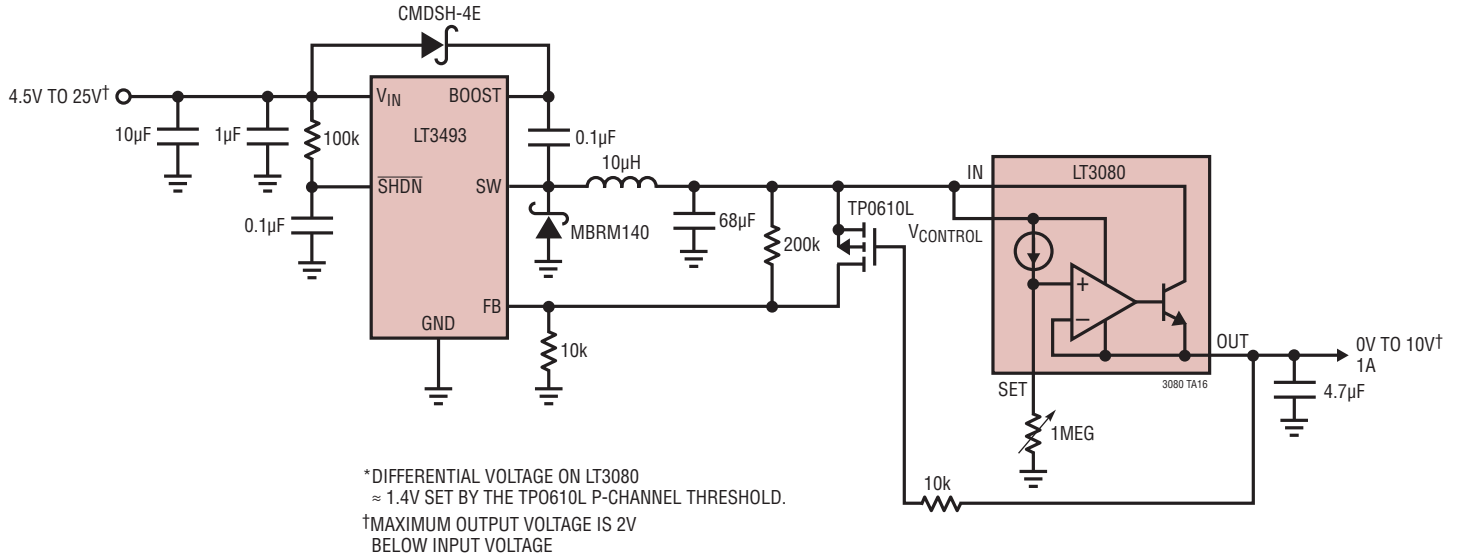 CMDSH-4E
4.5V TO 25V†
10µF
1µF
100k
0.1µF
VIN
BOOST
LT3493
SHDN
SW
FB
GND
0.1µF
10µH
MBRM140
68µF
200k
TP0610L
10k
IN
VCONTROL
LT3080
+
–
OUT
SET
3080 TA16
0V TO 10V†
1A
4.7µF
1MEG
10k
*DIFFERENTIAL VOLTAGE ON LT3080
≈ 1.4V SET BY THE TPO610L P-CHANNEL THRESHOLD.
†MAXIMUM OUTPUT VOLTAGE IS 2V
BELOW INPUT VOLTAGE